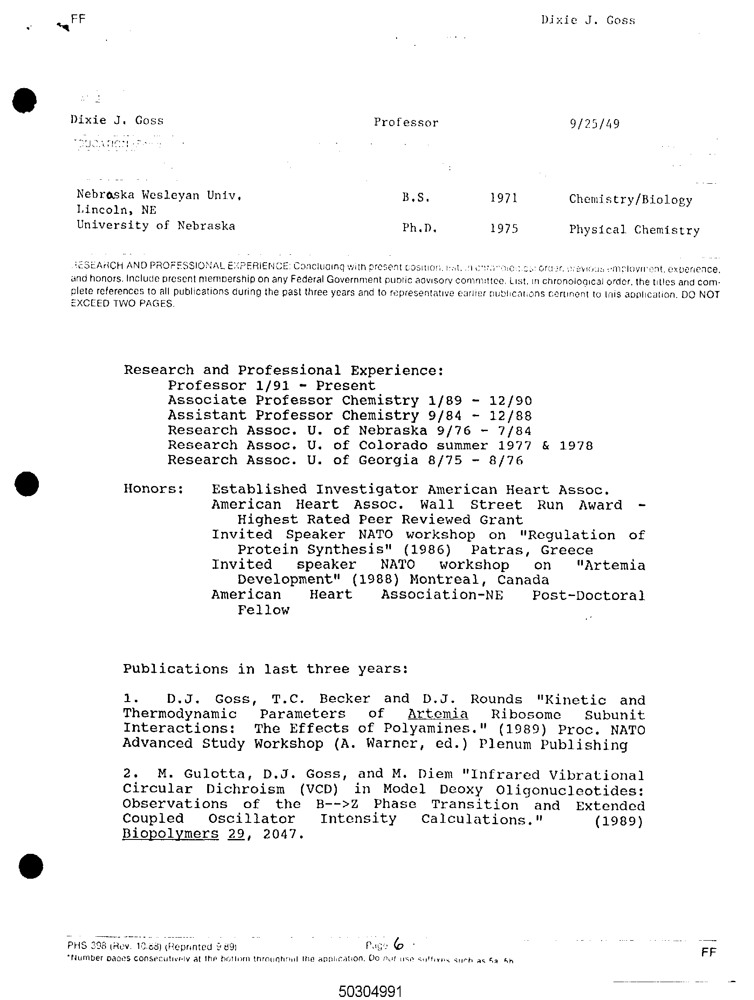 FF
Dixie J. Goss
Dixie J. Goss Professor 9/25/49
Nebraska Wesleyan Univ. B.S. 1971 Chemistry/Biology
Lincoln, NE
University of Nebraska Ph.D. 1975 Physical Chemistry
RESEARCH AND PROFESSIONAL EXPERIENCE: Concluding with present position, list, in chronological order, previous employment, experience,
and honors. Include present membership on any Federal Government public advisory committee. List, in chronological order, the titles and com-
plete references to all publications during the past three years and to representative earlier publications pertinent to this application. DO NOT
EXCEED TWO PAGES.
Research and Professional Experience:
Professor 1/91 - Present
Associate Professor Chemistry 1/89 - 12/90
Assistant Professor Chemistry 9/84 - 12/88
Research Assoc. U. of Nebraska 9/76 - 7/84
Research Assoc. U. of Colorado summer 1977 & 1978
Research Assoc. U. of Georgia 8/75 - 8/76
Honors: Established Investigator American Heart Assoc.
American Heart Assoc. Wall Street Run Award -
Highest Rated Peer Reviewed Grant
Invited Speaker NATO workshop on "Regulation of
Protein Synthesis" (1986) Patras, Greece
Invited speaker NATO workshop on "Artemia
Development" (1988) Montreal, Canada
American Heart Association-NE Post-Doctoral
Fellow
Publications in last three years:
1. D.J. Goss, T.C. Becker and D.J. Rounds "Kinetic and
Thermodynamic Parameters of Artemia Ribosome Subunit
Interactions: The Effects of Polyamines." (1989) Proc. NATO
Advanced Study Workshop (A. Warner, ed.) Plenum Publishing
2. M. Gulotta, D.J. Goss, and M. Diem "Infrared Vibrational
Circular Dichroism (VCD) in Model Deoxy Oligonucleotides:
Observations of the B-->Z Phase Transition and Extended
Coupled Oscillator Intensity Calculations." (1989)
Biopolymers 29, 2047.
PHS 398 (Rev. 10/88) (Reprinted 9/89) Page 6
*Number pages consecutively at the bottom throughout the application. Do not use suffixes such as 5a, 5b.
FF
50304991